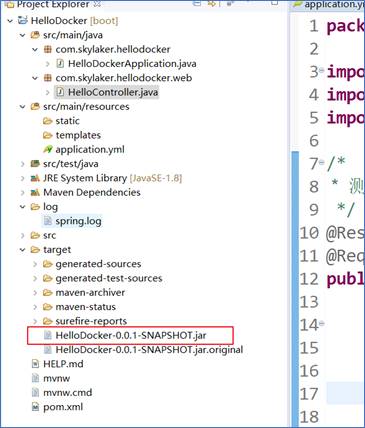 Project Explorer
application.ym
HelloDocker [boot]
src/main/java
com.skylaker.hellodocker
HelloDockerApplication.java
com.skylaker.hellodocker.web
HelloController.java
src/main/resources
static
templates
application.yml
src/test/java
JRE System Library [JavaSE-1.8]
Maven Dependencies
log
spring.log
src
target
generated-sources
generated-test-sources
maven-archiver
maven-status
surefire-reports
HelloDocker-0.0.1-SNAPSHOT.jar
HelloDocker-0.0.1-SNAPSHOT.jar.original
HELP.md
mvnw
mvnw.cmd
pom.xml
1 pack
2
3 impo
4 impo
5 impo
6
7 /*
8 * 测
9 */
10 @Res
11 @Req
12 publ
13
14
15
16
17
18